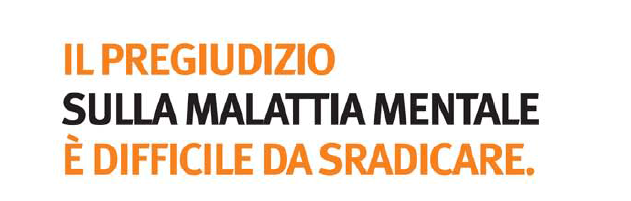 IL PREGIUDIZIO
SULLA MALATTIA MENTALE
È DIFFICILE DA SRADICARE.